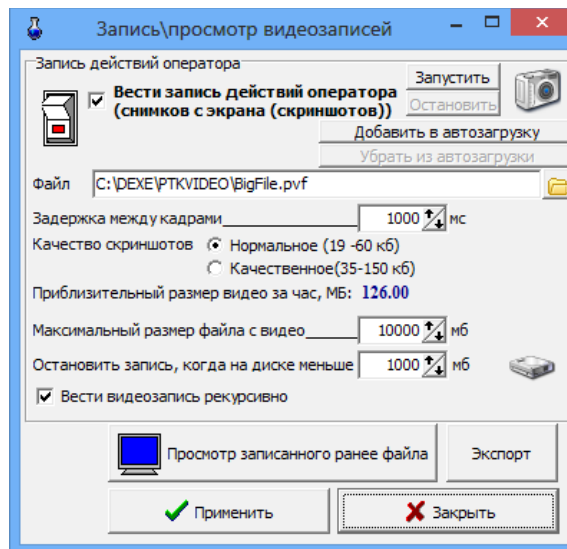 Запись\просмотр видеозаписей
Запись действий оператора
Вести запись действий оператора
(снимков с экрана (скриншотов))
Запустить
Остановить
Добавить в автозагрузку
Убрать из автозагрузки
Файл C:\DEXE\PTKVIDEO\BigFile.pvf
Задержка между кадрами 1000 мс
Качество скриншотов Нормальное (19 -60 кб)
Качественное(35-150 кб)
Приблизительный размер видео за час, МБ: 126.00
Максимальный размер файла с видео 10000 мб
Остановить запись, когда на диске меньше 1000 мб
Вести видеозапись рекурсивно
Просмотр записанного ранее файла Экспорт
Применить Закрыть